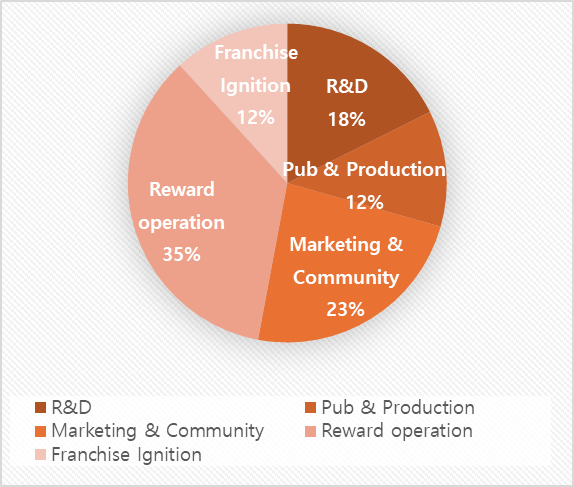 Franchise
Ignition
12%
R&D
18%
Pub & Production
12%
Reward
operation
35%
Marketing &
Community
23%
R&D
Pub & Production
Marketing & Community
Reward operation
Franchise Ignition